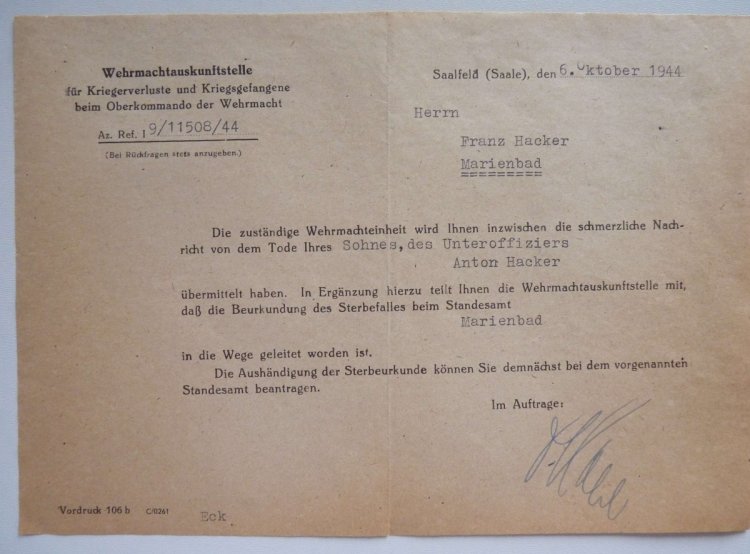 Wehrmachtauskunftstelle
für Kriegerverluste und Kriegsgefangene
beim Oberkommando der Wehrmacht
Az. Ref. I 9/11508/44
(Bei Rückfragen stets anzugeben.)
Saalfeld (Saale), den 6. Oktober 1944
Herrn
Franz Hacker
Marienbad
=========
Die zuständige Wehrmachteinheit wird Ihnen inzwischen die schmerzliche Nach-
richt von dem Tode Ihres Sohnes, des Unteroffiziers
Anton Hacker
übermittelt haben. In Ergänzung hierzu teilt Ihnen die Wehrmachtauskunftstelle mit,
daß die Beurkundung des Sterbefalles beim Standesamt
Marienbad
in die Wege geleitet worden ist.
Die Aushändigung der Sterbeurkunde können Sie demnächst bei dem vorgenannten
Standesamt beantragen.
Im Auftrage:
Vordruck 106 b C/0261
Eck